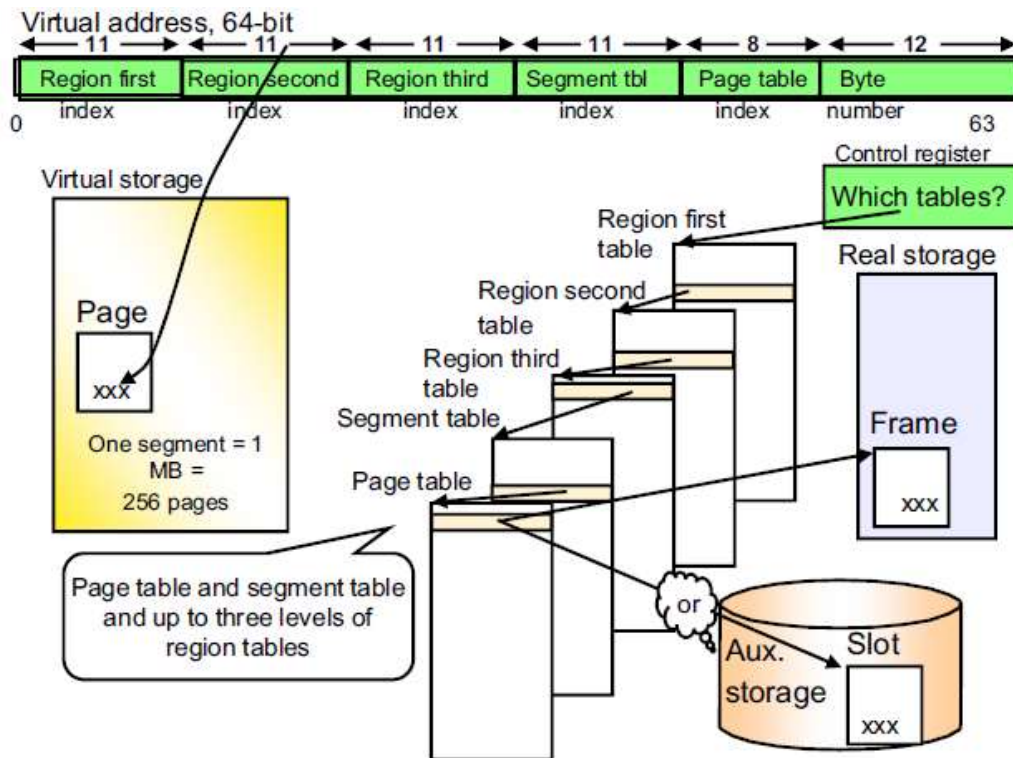 Virtual address, 64-bit
11 11 11 11 8 12
Region first Region second Region third Segment tbl Page table Byte
index index index index index number
0 63
Control register
Which tables?
Virtual storage
Region first
table
Real storage
Region second
table
Page
xxx
Region third
table
Segment table
Frame
xxx
One segment = 1
MB =
256 pages
Page table
Page table and segment table
and up to three levels of
region tables
or
Aux.
storage
Slot
xxx